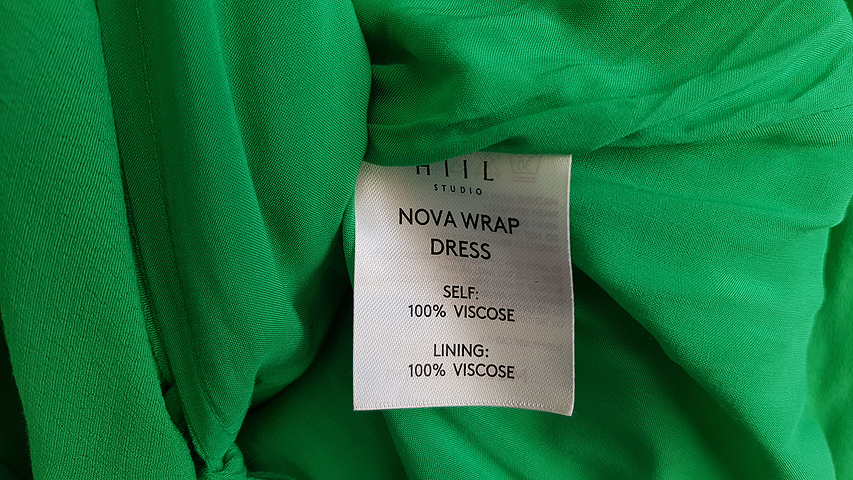 STUDIO
NOVA WRAP
DRESS
SELF:
100% VISCOSE
LINING:
100% VISCOSE